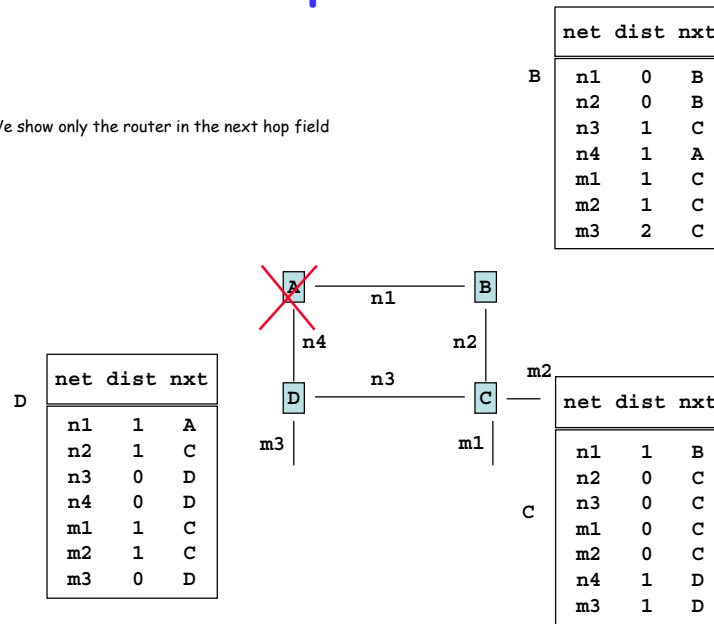 net dist nxt
B
n1 0 B
n2 0 B
n3 1 C
n4 1 A
m1 1 C
m2 1 C
m3 2 C
e show only the router in the next hop field
A
n1
B
n4
n2
D
n3
C
m2
m3
m1
D
net dist nxt
n1 1 A
n2 1 C
n3 0 D
n4 0 D
m1 1 C
m2 1 C
m3 0 D
C
net dist nxt
n1 1 B
n2 0 C
n3 0 C
m1 0 C
m2 0 C
n4 1 D
m3 1 D